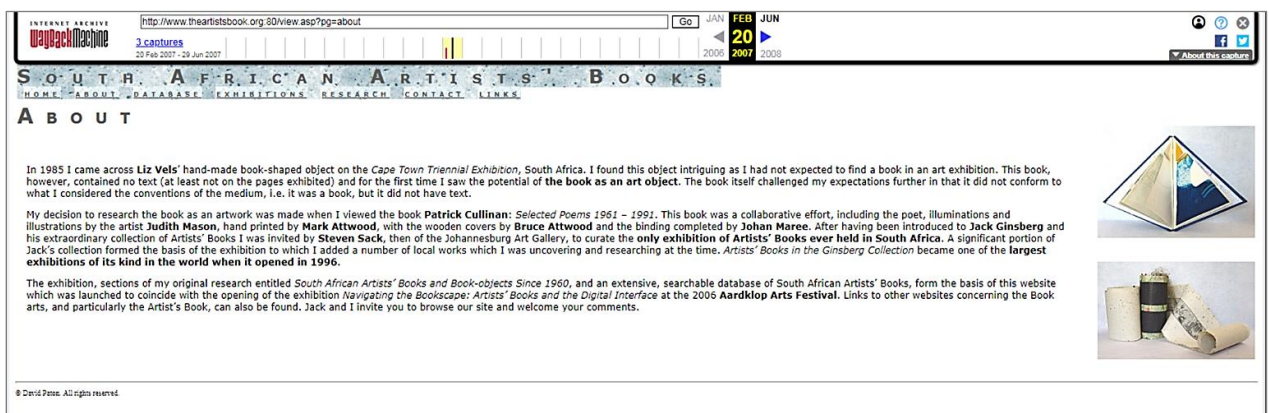 INTERNET ARCHIVE
WayBackMachine
http://www.theartistsbook.org:80/view.asp?pg=about
Go
JAN FEB JUN
20
2006 2007 2008
3 captures
20 Feb 2007 - 29 Jun 2007
About this capture
SOUTH AFRICAN ARTISTS' BOOKS
HOME ABOUT DATABASE EXHIBITIONS RESEARCH CONTACT LINKS
ABOUT
In 1985 I came across Liz Vels' hand-made book-shaped object on the Cape Town Triennial Exhibition, South Africa. I found this object intriguing as I had not expected to find a book in an art exhibition. This book,
however, contained no text (at least not on the pages exhibited) and for the first time I saw the potential of the book as an art object. The book itself challenged my expectations further in that it did not conform to
what I considered the conventions of the medium, i.e. it was a book, but it did not have text.
My decision to research the book as an artwork was made when I viewed the book Patrick Cullinan: Selected Poems 1961 – 1991. This book was a collaborative effort, including the poet, illuminations and
illustrations by the artist Judith Mason, hand printed by Mark Attwood, with the wooden covers by Bruce Attwood and the binding completed by Johan Maree. After having been introduced to Jack Ginsberg and
his extraordinary collection of Artists' Books I was invited by Steven Sack, then of the Johannesburg Art Gallery, to curate the only exhibition of Artists' Books ever held in South Africa. A significant portion of
Jack's collection formed the basis of the exhibition to which I added a number of local works which I was uncovering and researching at the time. Artists' Books in the Ginsberg Collection became one of the largest
exhibitions of its kind in the world when it opened in 1996.
The exhibition, sections of my original research entitled South African Artists' Books and Book-objects Since 1960, and an extensive, searchable database of South African Artists' Books, form the basis of this website
which was launched to coincide with the opening of the exhibition Navigating the Bookscape: Artists' Books and the Digital Interface at the 2006 Aardklop Arts Festival. Links to other websites concerning the Book
arts, and particularly the Artist's Book, can also be found. Jack and I invite you to browse our site and welcome your comments.
© David Paton. All rights reserved.